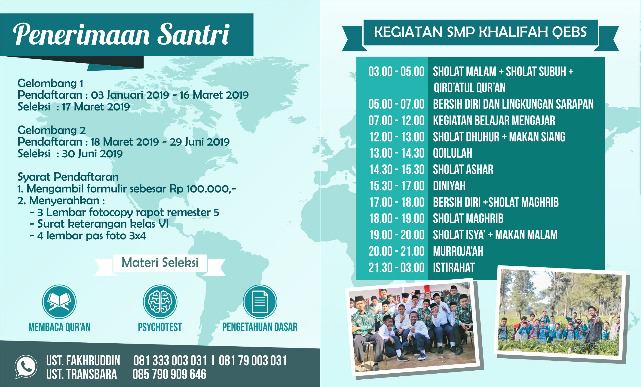 Penerimaan Santri
Gelombang 1
Pendaftaran : 03 Januari 2019 - 16 Maret 2019
Seleksi : 17 Maret 2019
Gelombang 2
Pendaftaran : 18 Maret 2019 - 29 Juni 2019
Seleksi : 30 Juni 2019
Syarat Pendaftaran
1. Mengambil formulir sebesar Rp 100.000,-
2. Menyerahkan :
- 3 Lembar fotocopy rapot remester 5
- Surat keterangan kelas VI
- 4 lembar pas foto 3x4
Materi Seleksi
MEMBACA QUR'AN
PSYCHOTEST
PENGETAHUAN DASAR
UST. FAKHRUDDIN 081 333 003 031 I 081 79 003 031
UST. TRANSBARA 085 790 909 646
KEGIATAN SMP KHALIFAH QEBS
03.00 - 05.00 SHOLAT MALAM + SHOLAT SUBUH +
QIRO'ATUL QUR'AN
05.00 - 07.00 BERSIH DIRI DAN LINGKUNGAN SARAPAN
07.00 - 12.00 KEGIATAN BELAJAR MENGAJAR
12.00 - 13.00 SHOLAT DHUHUR + MAKAN SIANG
13.00 - 14.30 QOILULAH
14.30 - 15.30 SHOLAT ASHAR
15.30 - 17.00 DINIYAH
17.00 - 18.00 BERSIH DIRI +SHOLAT MAGHRIB
18.00 - 19.00 SHOLAT MAGHRIB
19.00 - 20.00 SHOLAT ISYA' + MAKAN MALAM
20.00 - 21.00 MURROJA'AH
21.30 - 03.00 ISTIRAHAT